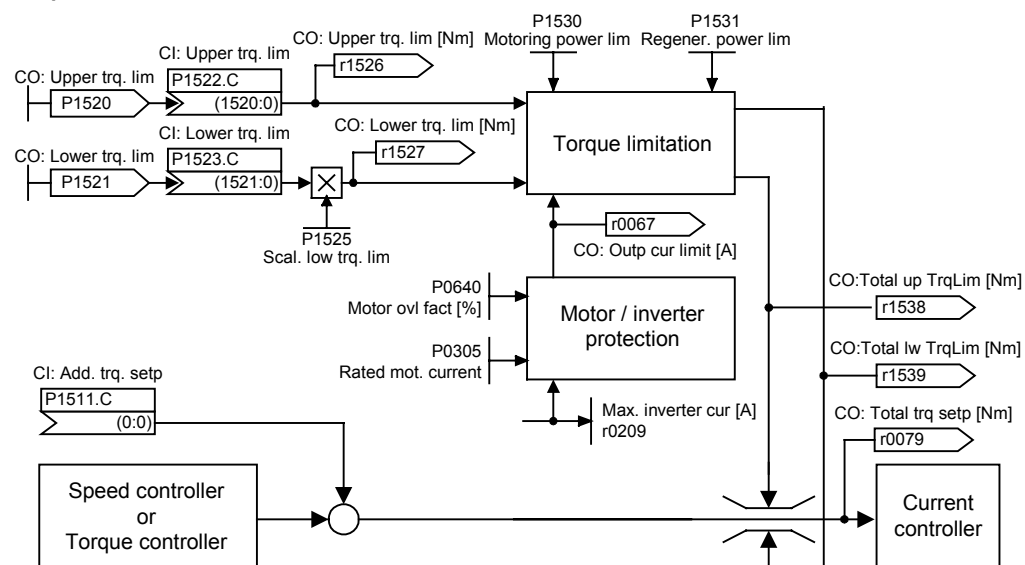 P1530
Motoring power lim
P1531
Regener. power lim
CO: Upper trq. lim [Nm]
r1526
CI: Upper trq. lim
P1522.C
(1520:0)
CO: Upper trq. lim
P1520
CO: Lower trq. lim [Nm]
r1527
CI: Lower trq. lim
P1523.C
(1521:0)
CO: Lower trq. lim
P1521
P1525
Scal. low trq. lim
Torque limitation
r0067
CO: Outp cur limit [A]
P0640
Motor ovl fact [%]
P0305
Rated mot. current
Motor / inverter
protection
CO:Total up TrqLim [Nm]
r1538
CO:Total lw TrqLim [Nm]
r1539
Max. inverter cur [A]
r0209
CO: Total trq setp [Nm]
r0079
CI: Add. trq. setp
P1511.C
(0:0)
Speed controller
or
Torque controller
Current
controller